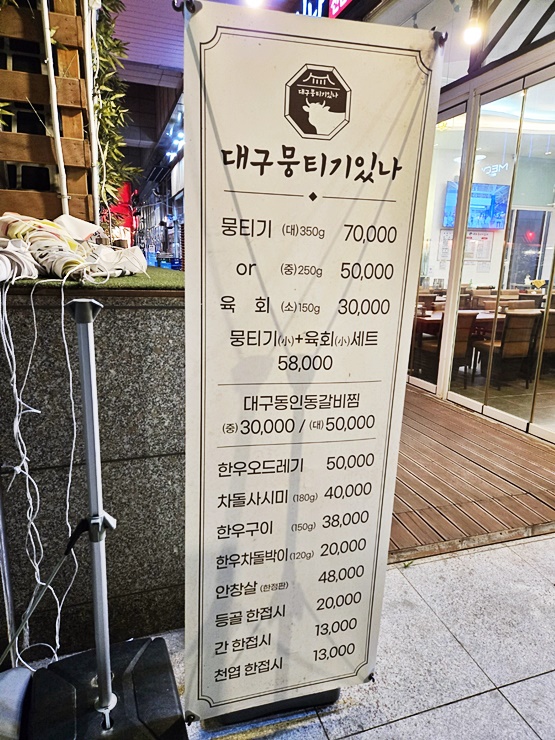 대구뭉티기있나
대구뭉티기있나
뭉티기 (대)350g 70,000
or (중)250g 50,000
육 회 (소)150g 30,000
뭉티기(小)+육회(小)세트
58,000
대구동인동갈비찜
(중)30,000 / (대)50,000
한우오드레기 50,000
차돌사시미 (180g) 40,000
한우구이 (150g) 38,000
한우차돌박이 (120g) 20,000
안창살 (한정판) 48,000
등골 한접시 20,000
간 한접시 13,000
천엽 한접시 13,000